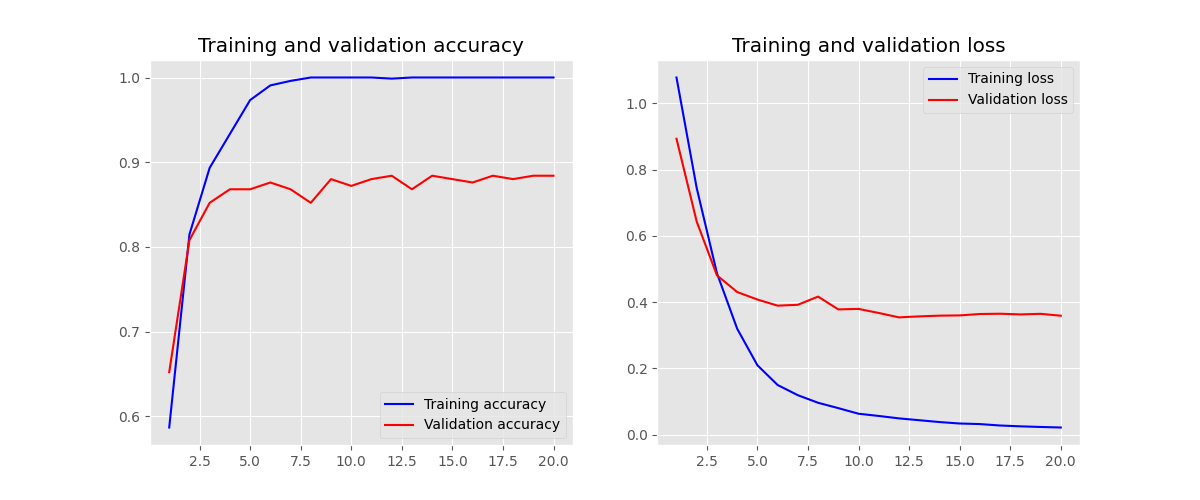 Training and validation accuracy
1.0
0.9
0.8
0.7
0.6
Training accuracy
Validation accuracy
2.5 5.0 7.5 10.0 12.5 15.0 17.5 20.0
Training and validation loss
Training loss
Validation loss
1.0
0.8
0.6
0.4
0.2
0.0
2.5 5.0 7.5 10.0 12.5 15.0 17.5 20.0